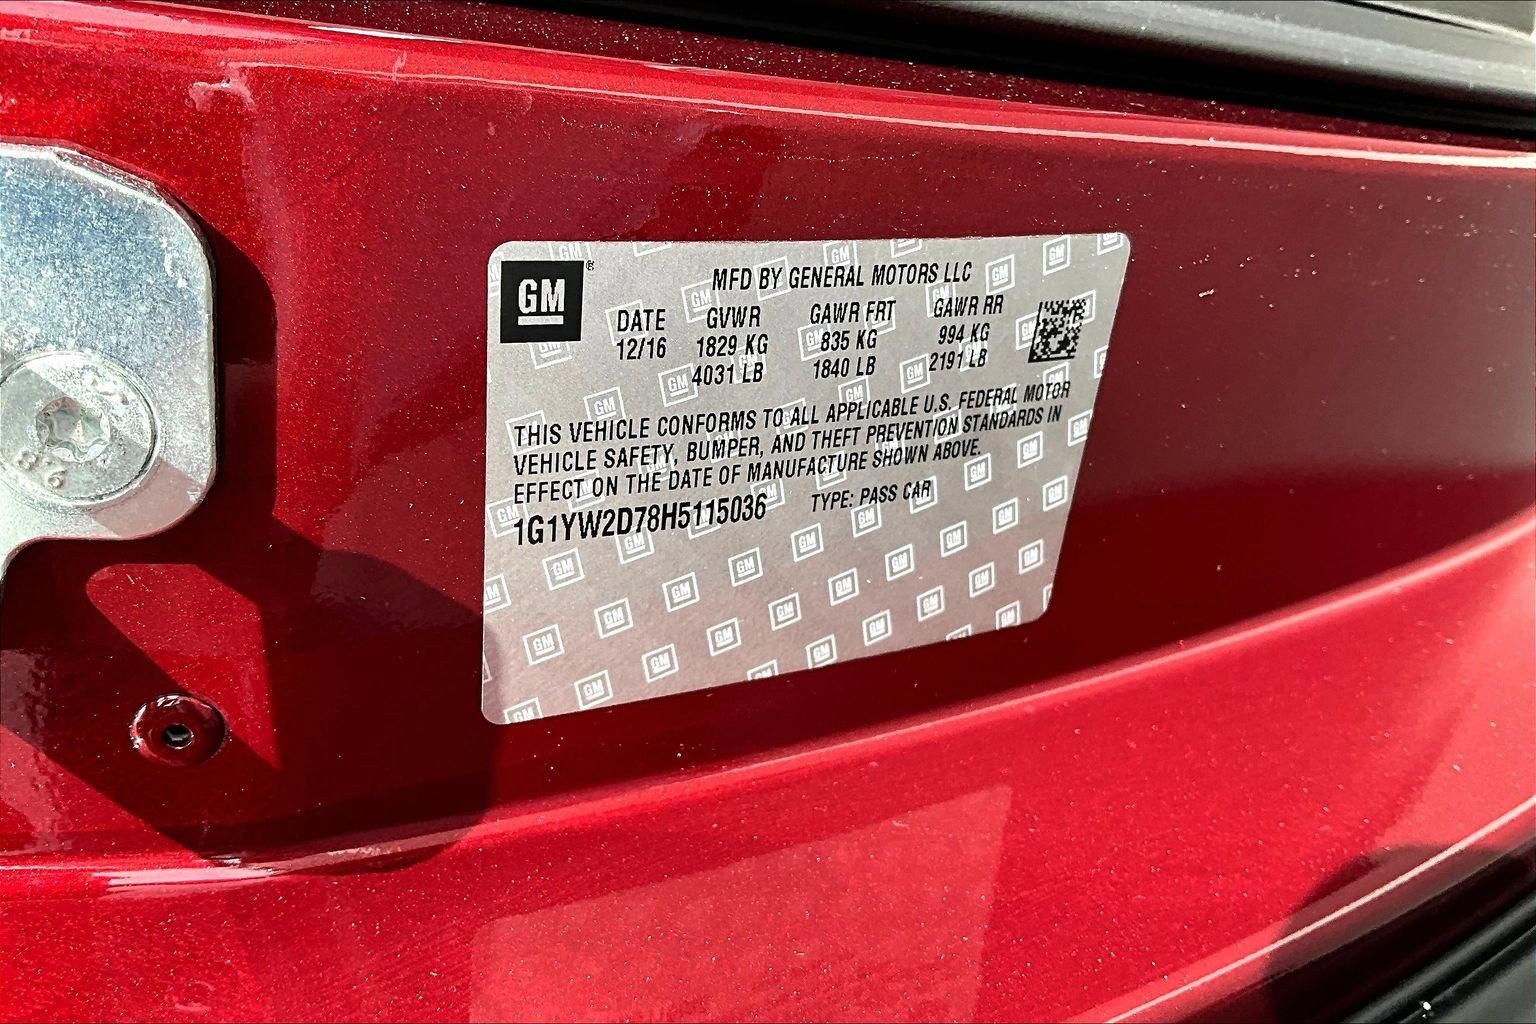 GM®
MFD BY GENERAL MOTORS LLC
DATE GVWR GAWR FRT GAWR RR
12/16 1829 KG 835 KG 994 KG
4031 LB 1840 LB 2191 LB
THIS VEHICLE CONFORMS TO ALL APPLICABLE U.S. FEDERAL MOTOR
VEHICLE SAFETY, BUMPER, AND THEFT PREVENTION STANDARDS IN
EFFECT ON THE DATE OF MANUFACTURE SHOWN ABOVE.
1G1YW2D78H5115036 TYPE: PASS CAR